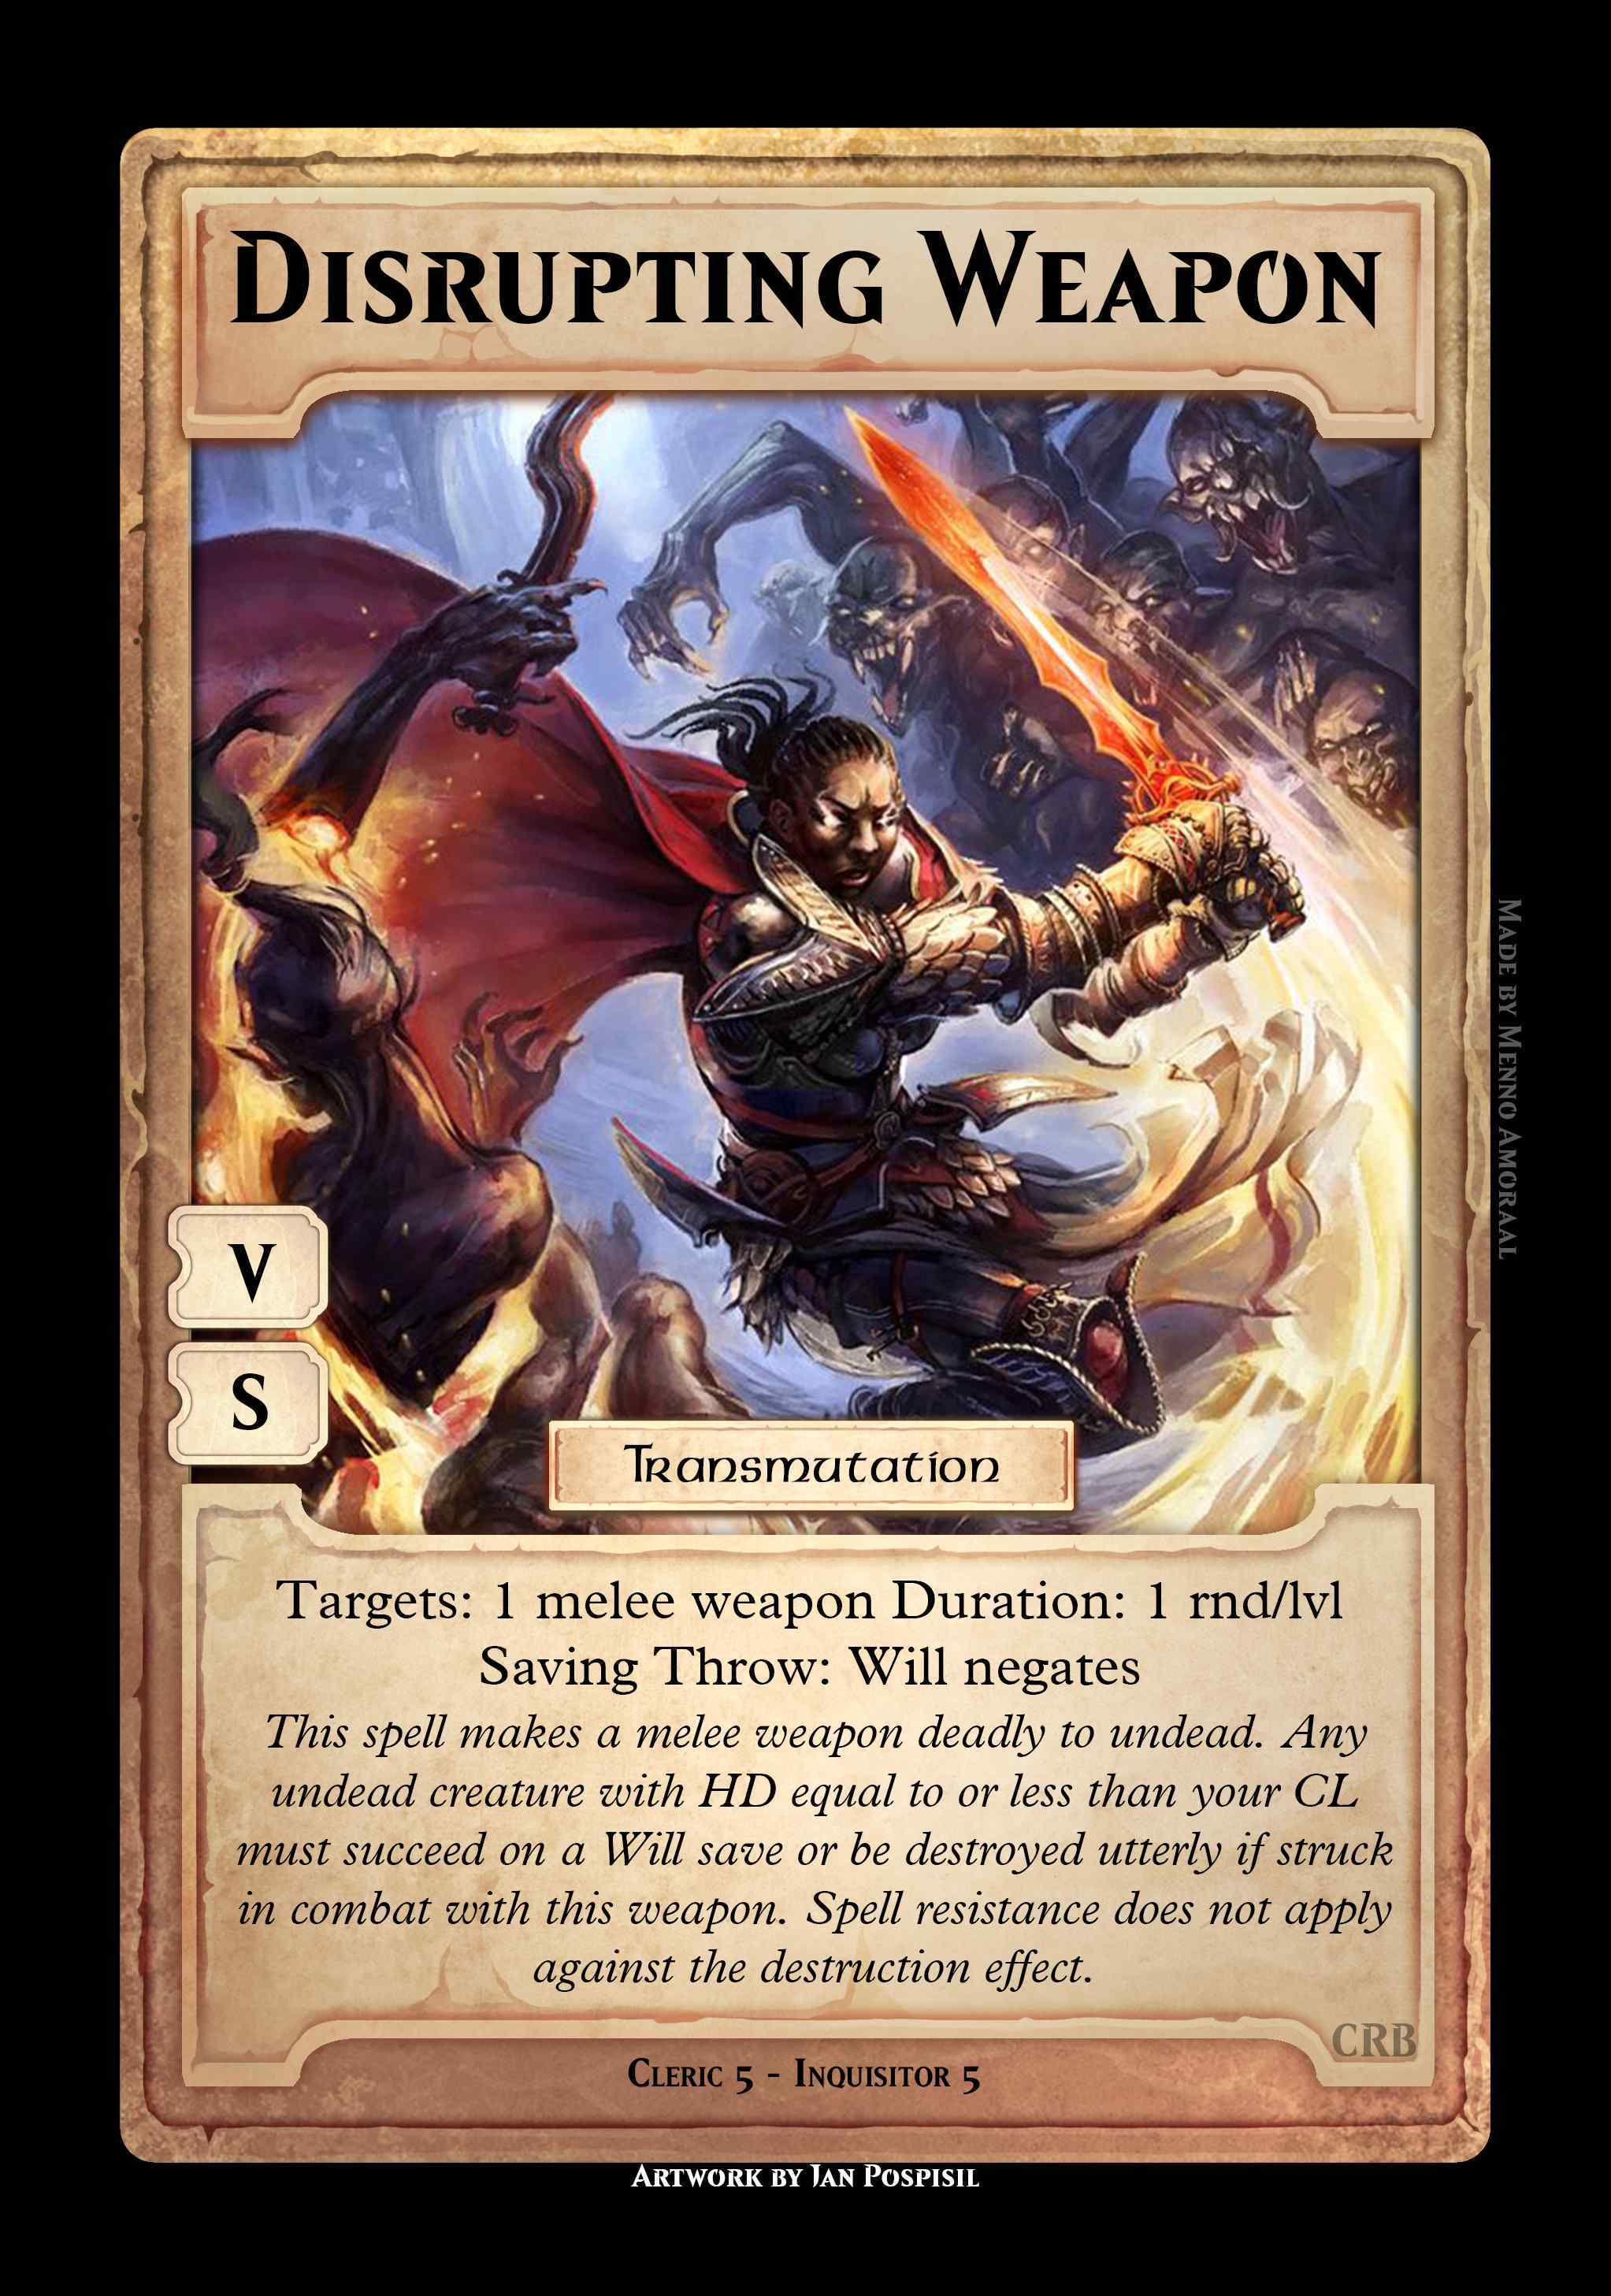 Disrupting Weapon
V
S
Transmutation
Targets: 1 melee weapon Duration: 1 rnd/lvl
Saving Throw: Will negates
This spell makes a melee weapon deadly to undead. Any
undead creature with HD equal to or less than your CL
must succeed on a Will save or be destroyed utterly if struck
in combat with this weapon. Spell resistance does not apply
against the destruction effect.
CRB
Cleric 5 - Inquisitor 5
Artwork by Jan Pospisil
Made by Menno Amoraal